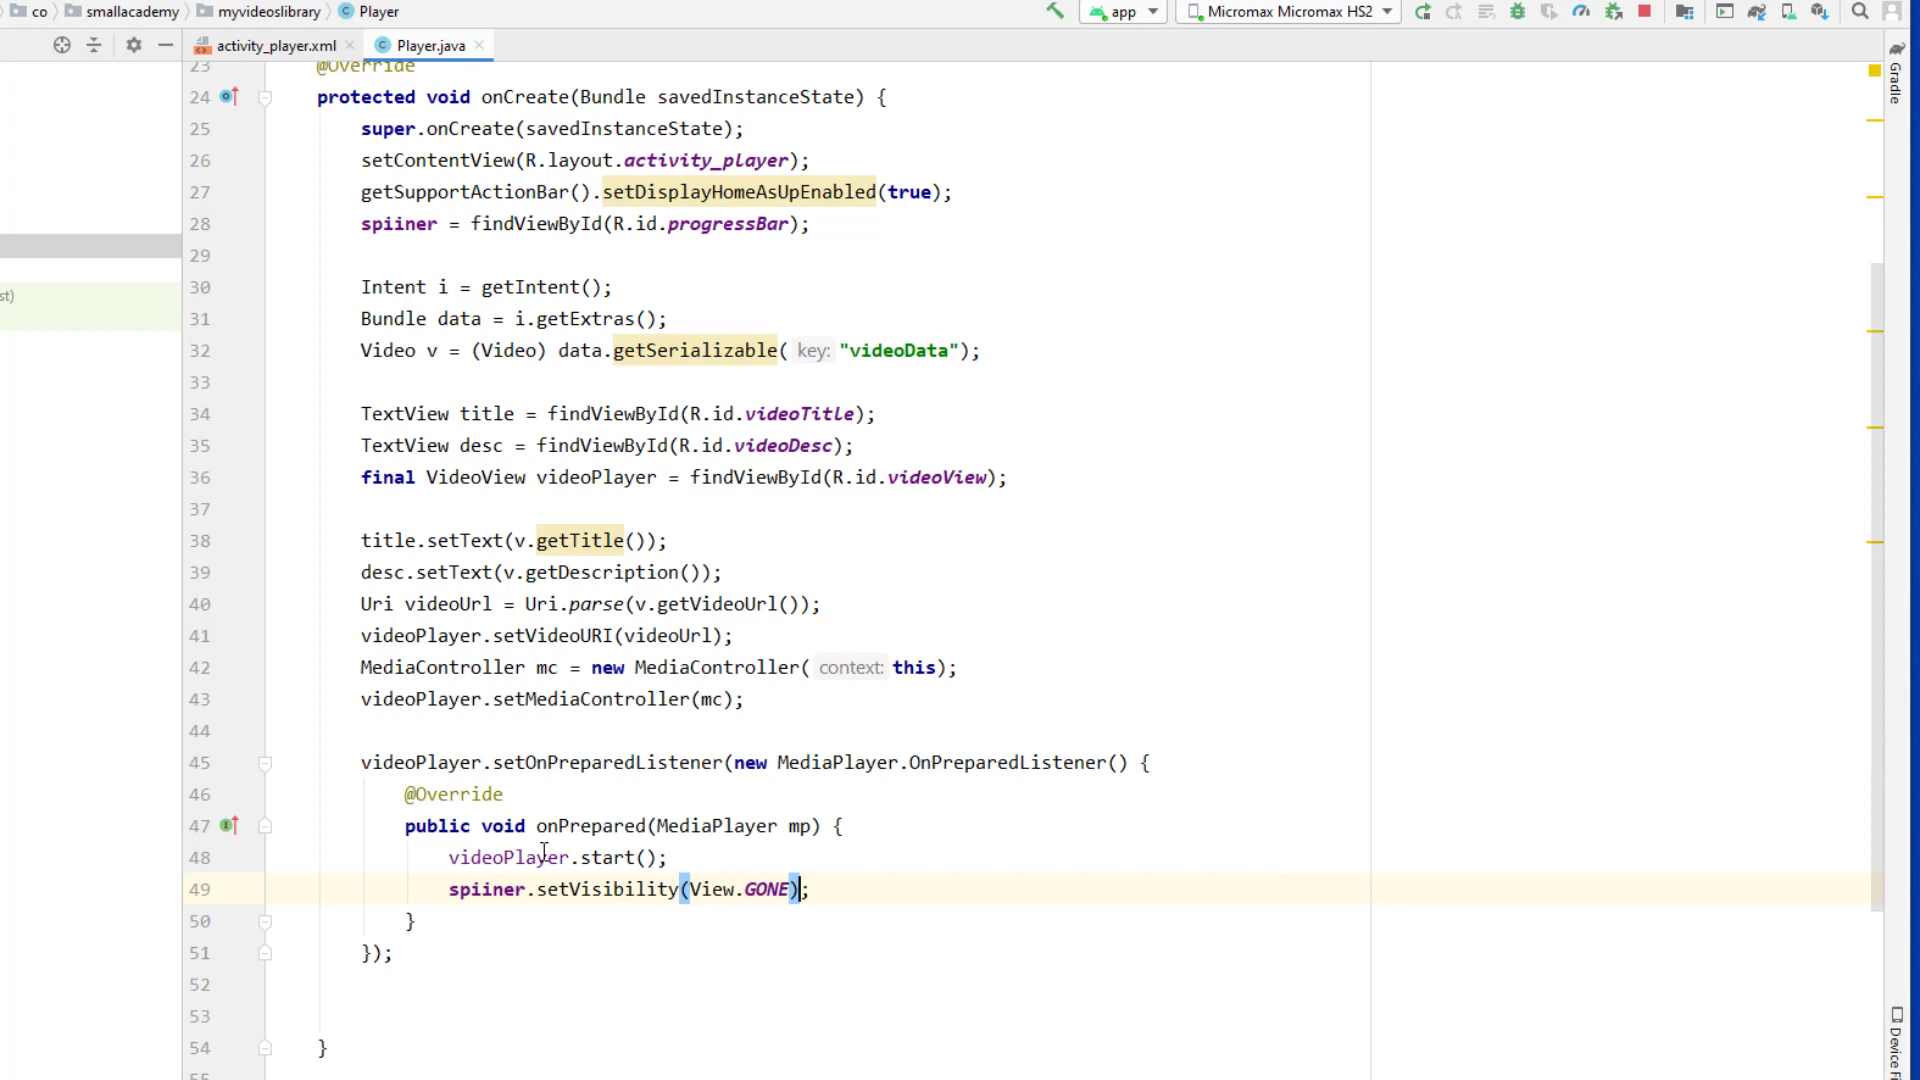 co smallacademy myvideoslibrary Player
app Micromax Micromax HS2
activity_player.xml Player.java
Gradle
23 @Override
24 protected void onCreate(Bundle savedInstanceState) {
25 super.onCreate(savedInstanceState);
26 setContentView(R.layout.activity_player);
27 getSupportActionBar().setDisplayHomeAsUpEnabled(true);
28 spiiner = findViewById(R.id.progressBar);
29
st)
30 Intent i = getIntent();
31 Bundle data = i.getExtras();
32 Video v = (Video) data.getSerializable( key: "videoData");
33
34 TextView title = findViewById(R.id.videoTitle);
35 TextView desc = findViewById(R.id.videoDesc);
36 final VideoView videoPlayer = findViewById(R.id.videoView);
37
38 title.setText(v.getTitle());
39 desc.setText(v.getDescription());
40 Uri videoUrl = Uri.parse(v.getVideoUrl());
41 videoPlayer.setVideoURI(videoUrl);
42 MediaController mc = new MediaController( context: this);
43 videoPlayer.setMediaController(mc);
44
45 videoPlayer.setOnPreparedListener(new MediaPlayer.OnPreparedListener() {
46 @Override
47 public void onPrepared(MediaPlayer mp) {
48 videoPlayer.start();
49 spiiner.setVisibility(View.GONE);
50 }
51 });
52
53
54 }
55
Device Fi